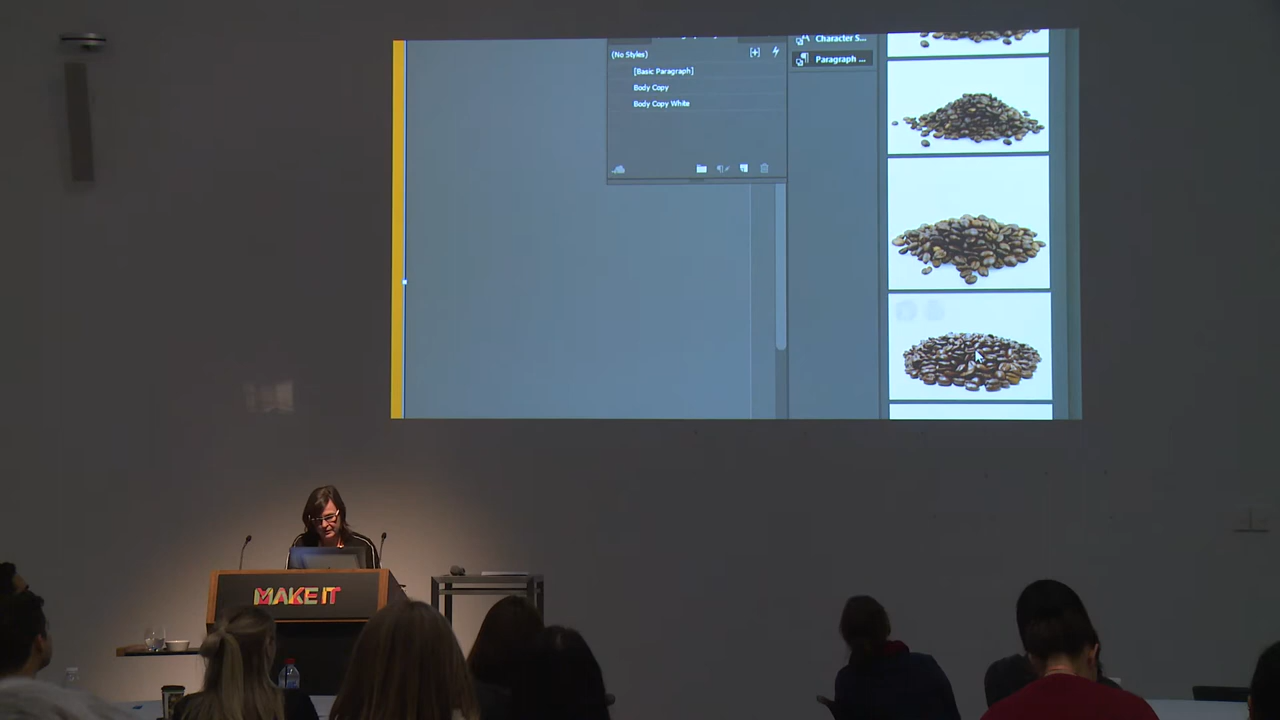 (No Styles)
[Basic Paragraph]
Body Copy
Body Copy White
Character S...
Paragraph ...
MAKE IT